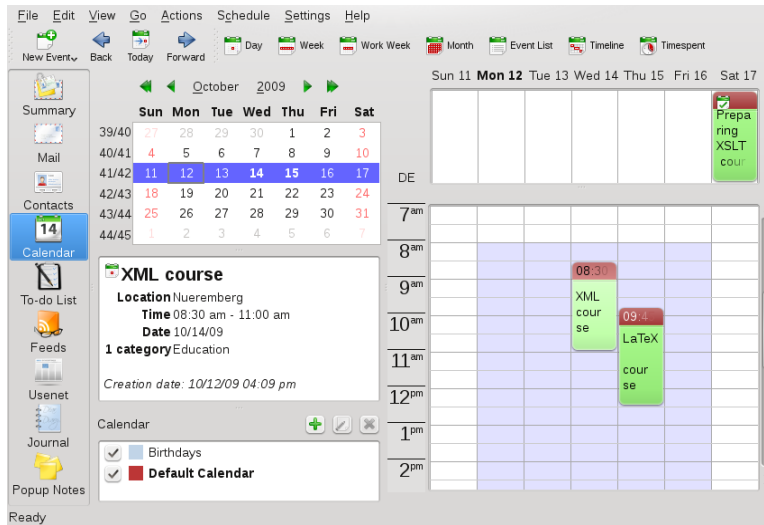 File Edit View Go Actions Schedule Settings Help
New Event Back Today Forward Day Week Work Week Month Event List Timeline Timespent
Summary
Mail
Contacts
14
Calendar
To-do List
Feeds
Usenet
Journal
Popup Notes
October 2009
Sun Mon Tue Wed Thu Fri Sat
39/40 27 28 29 30 1 2 3
40/41 4 5 6 7 8 9 10
41/42 11 12 13 14 15 16 17
42/43 18 19 20 21 22 23 24
43/44 25 26 27 28 29 30 31
44/45 1 2 3 4 5 6 7
XML course
Location Nueremberg
Time 08:30 am - 11:00 am
Date 10/14/09
1 category Education
Creation date: 10/12/09 04:09 pm
Calendar
Birthdays
Default Calendar
Sun 11 Mon 12 Tue 13 Wed 14 Thu 15 Fri 16 Sat 17
Prepa
ring
XSLT
cour
DE
7am
8am
9am
10am
11am
12pm
1pm
2pm
08:30
XML
cour
se
09:4
LaTeX
cour
se
Ready